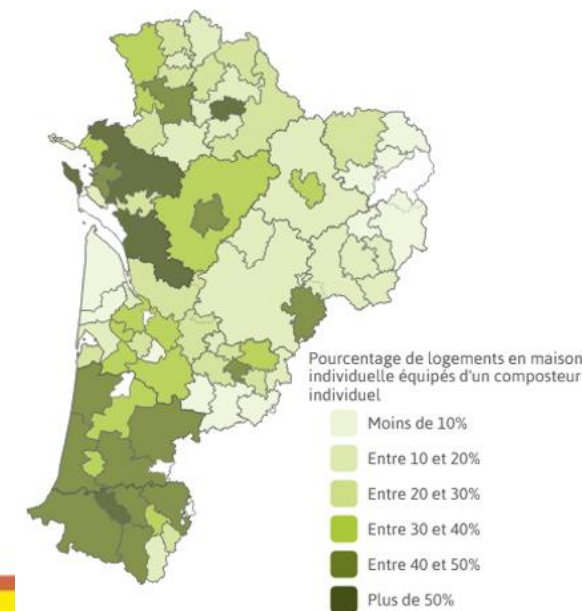 Pourcentage de logements en maison
individuelle équipés d'un composteur
individuel
Moins de 10%
Entre 10 et 20%
Entre 20 et 30%
Entre 30 et 40%
Entre 40 et 50%
Plus de 50%